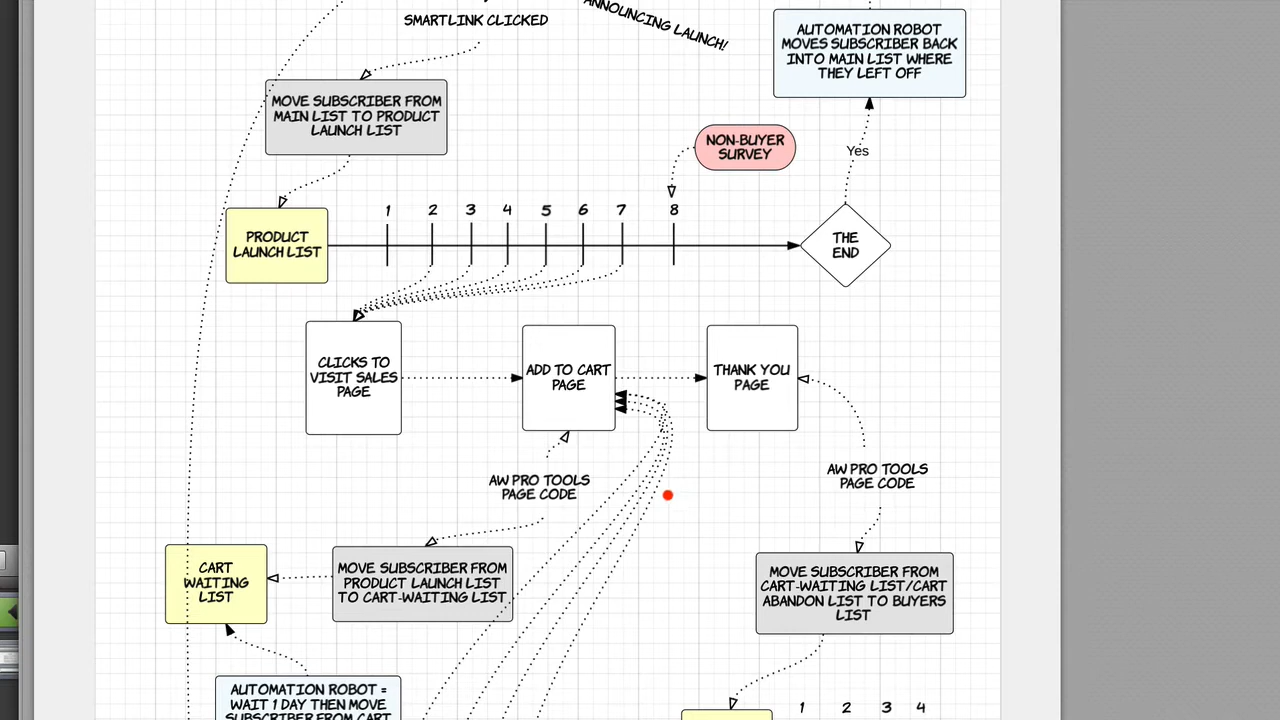 ANNOUNCING LAUNCH!
SMARTLINK CLICKED
AUTOMATION ROBOT
MOVES SUBSCRIBER BACK
INTO MAIN LIST WHERE
THEY LEFT OFF
MOVE SUBSCRIBER FROM
MAIN LIST TO PRODUCT
LAUNCH LIST
NON-BUYER
SURVEY
Yes
1 2 3 4 5 6 7 8
PRODUCT
LAUNCH LIST
THE
END
CLICKS TO
VISIT SALES
PAGE
ADD TO CART
PAGE
THANK YOU
PAGE
AW PRO TOOLS
PAGE CODE
AW PRO TOOLS
PAGE CODE
CART
WAITING
LIST
MOVE SUBSCRIBER FROM
PRODUCT LAUNCH LIST
TO CART-WAITING LIST
MOVE SUBSCRIBER FROM
CART-WAITING LIST/CART
ABANDON LIST TO BUYERS
LIST
AUTOMATION ROBOT =
WAIT 1 DAY THEN MOVE
SUBSCRIBER FROM CART
1 2 3 4